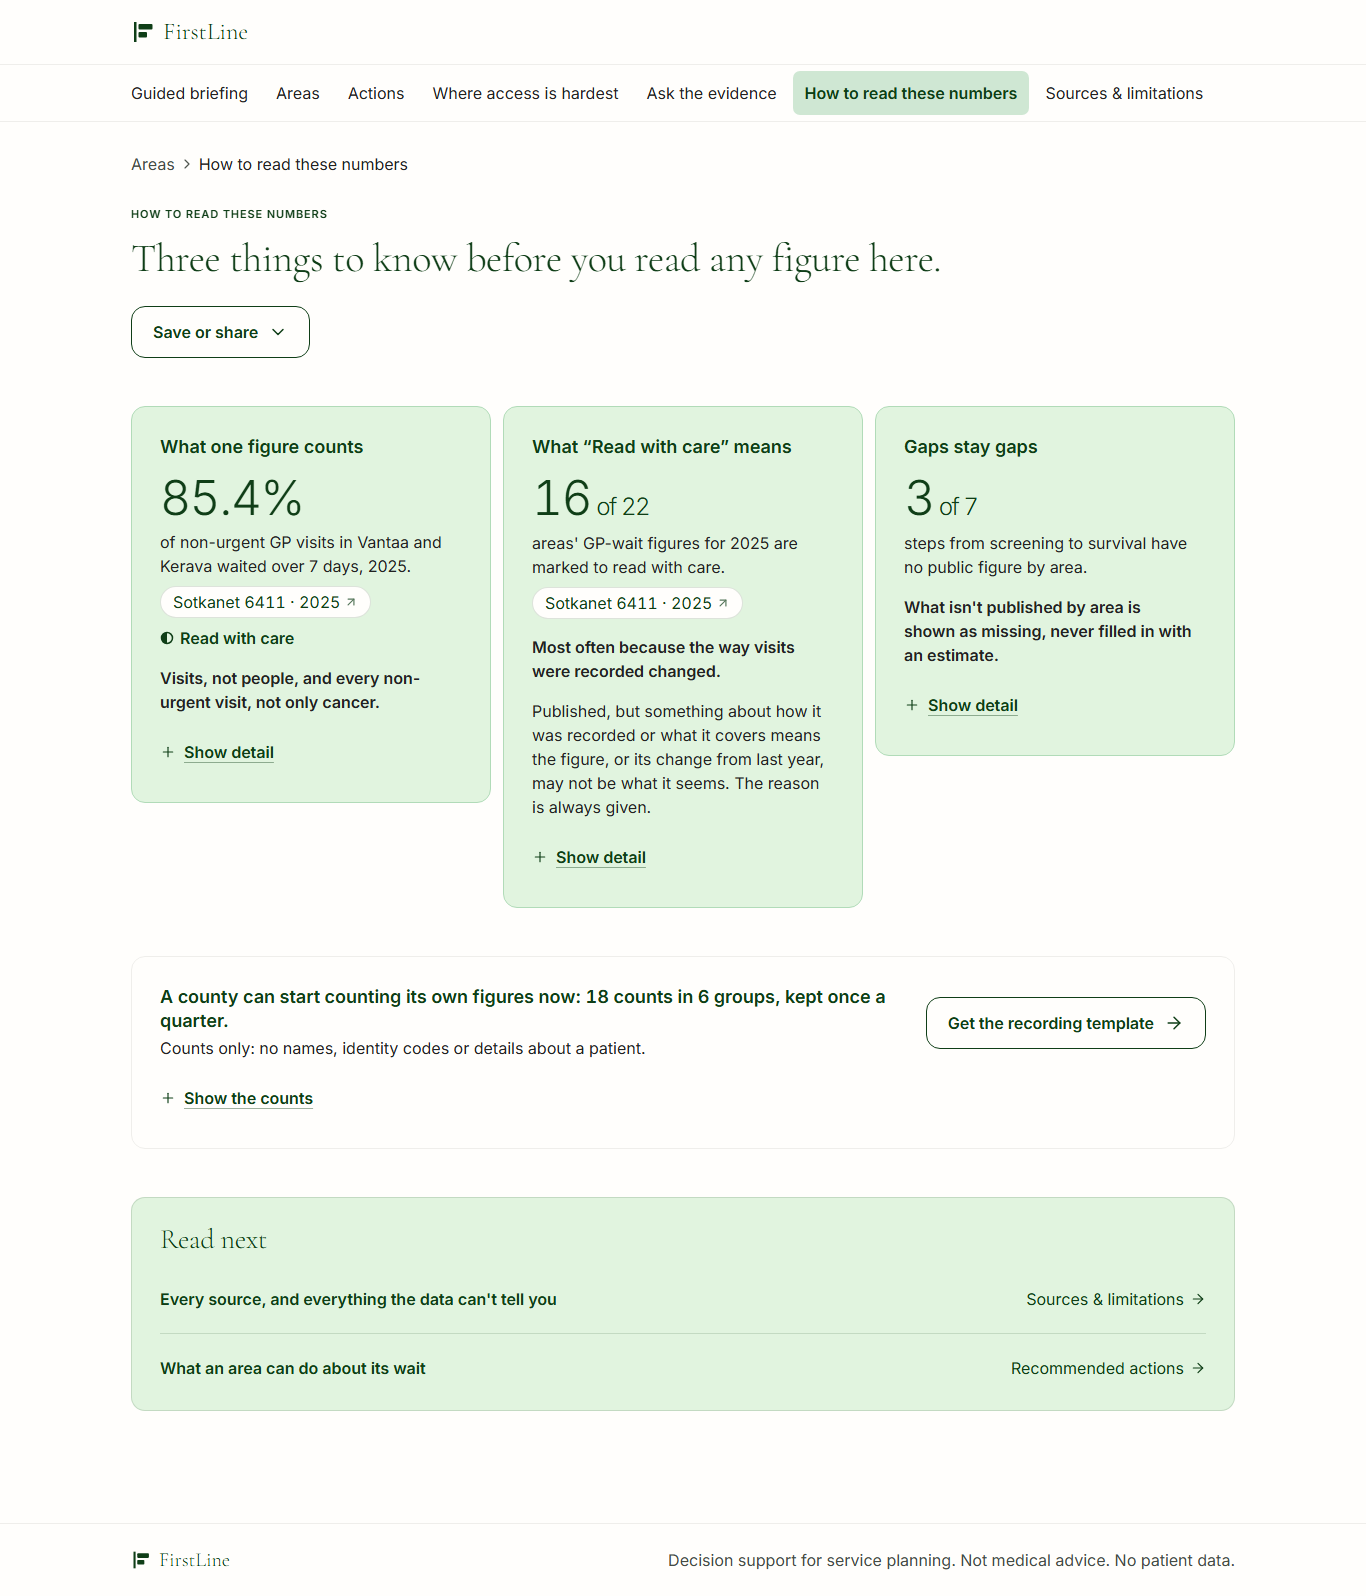 FirstLine
Guided briefing
Areas
Actions
Where access is hardest
Ask the evidence
How to read these numbers
Sources & limitations
Areas > How to read these numbers
HOW TO READ THESE NUMBERS
Three things to know before you read any figure here.
Save or share
What one figure counts
85.4%
of non-urgent GP visits in Vantaa and
Kerava waited over 7 days, 2025.
Sotkanet 6411 · 2025
Read with care
Visits, not people, and every non-
urgent visit, not only cancer.
Show detail
What “Read with care” means
16 of 22
areas' GP-wait figures for 2025 are
marked to read with care.
Sotkanet 6411 · 2025
Most often because the way visits
were recorded changed.
Published, but something about how it
was recorded or what it covers means
the figure, or its change from last year,
may not be what it seems. The reason
is always given.
Show detail
Gaps stay gaps
3 of 7
steps from screening to survival have
no public figure by area.
What isn't published by area is
shown as missing, never filled in with
an estimate.
Show detail
A county can start counting its own figures now: 18 counts in 6 groups, kept once a
quarter.
Counts only: no names, identity codes or details about a patient.
Show the counts
Get the recording template
Read next
Every source, and everything the data can't tell you
Sources & limitations
What an area can do about its wait
Recommended actions
FirstLine
Decision support for service planning. Not medical advice. No patient data.